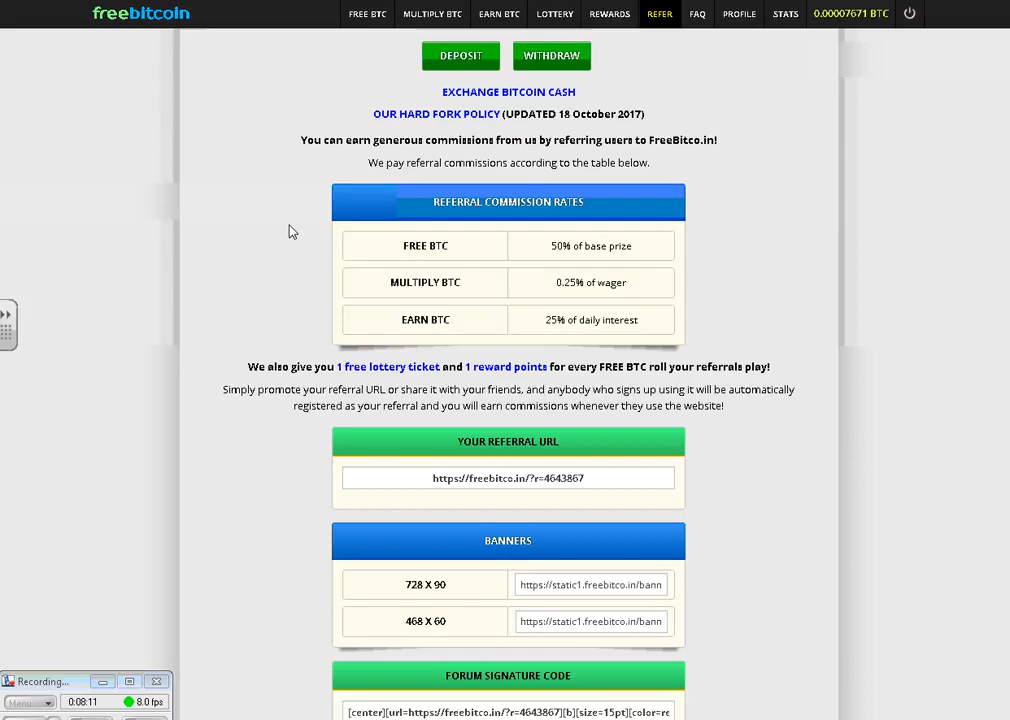 freebitcoin FREE BTC MULTIPLY BTC EARN BTC LOTTERY REWARDS REFER FAQ PROFILE STATS 0.00007671 BTC
DEPOSIT WITHDRAW
EXCHANGE BITCOIN CASH
OUR HARD FORK POLICY (UPDATED 18 October 2017)
You can earn generous commissions from us by referring users to FreeBitco.in!
We pay referral commissions according to the table below.
REFERRAL COMMISSION RATES
FREE BTC 50% of base prize
MULTIPLY BTC 0.25% of wager
EARN BTC 25% of daily interest
We also give you 1 free lottery ticket and 1 reward points for every FREE BTC roll your referrals play!
Simply promote your referral URL or share it with your friends, and anybody who signs up using it will be automatically
registered as your referral and you will earn commissions whenever they use the website!
YOUR REFERRAL URL
https://freebitco.in/?r=4643867
BANNERS
728 X 90 https://static1.freebitco.in/bann
468 X 60 https://static1.freebitco.in/bann
FORUM SIGNATURE CODE
[center][url=https://freebitco.in/?r=4643867][b][size=15pt][color=re
Recording...
Menu 0:08:11 8.0 fps